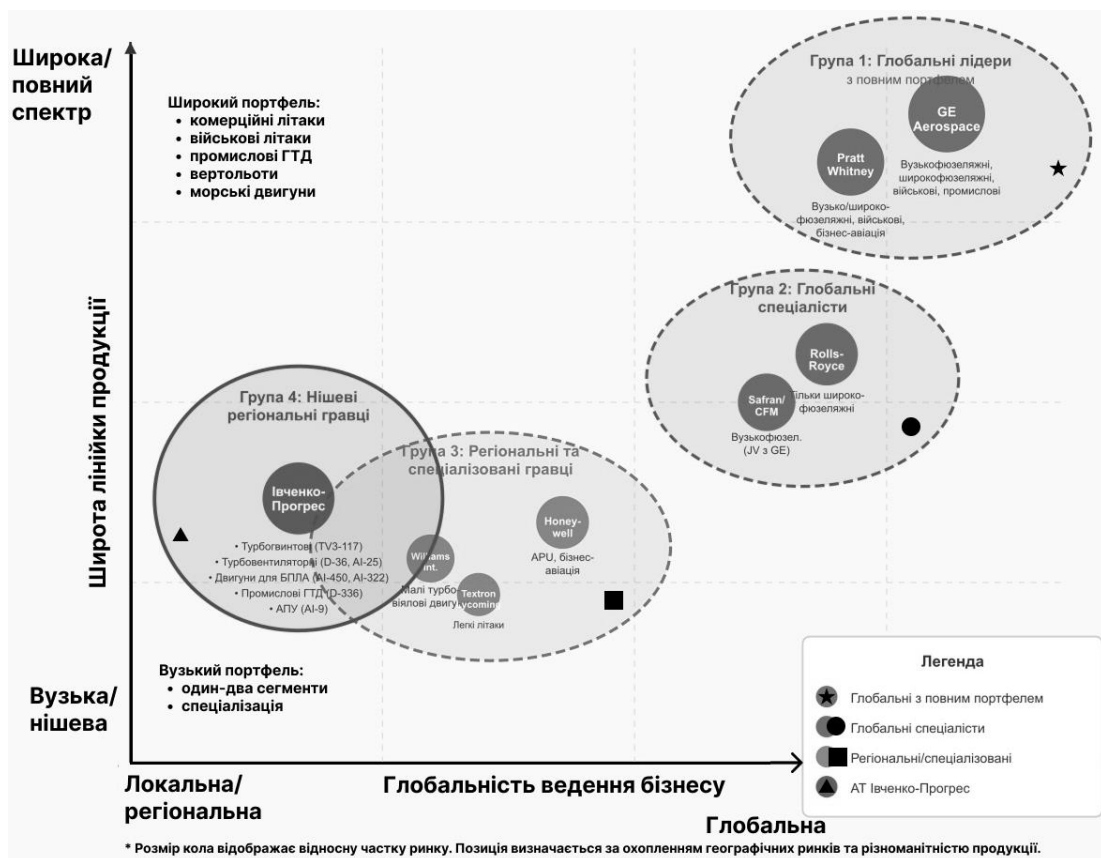 Широка/
повний
спектр
Широкий портфель:
• комерційні літаки
• військові літаки
• промислові ГТД
• вертольоти
• морські двигуни
Група 1: Глобальні лідери
з повним портфелем
GE
Aerospace
Вузькофюзеляжні,
широкофюзеляжні,
військові, промислові
Pratt
Whitney
Вузько/широко-
фюзеляжні, військові,
бізнес-авіація
Група 2: Глобальні
спеціалісти
Rolls-
Royce
Тільки широко-
фюзеляжні
Safran/
CFM
Вузькофюзел.
(JV з GE)
Широта лінійки продукції
Група 4: Нішеві
регіональні гравці
Івченко-
Прогрес
• Турбогвинтові (TV3-117)
• Турбовентиляторні (D-36, AI-25)
• Двигуни для БПЛА (AI-450, AI-322)
• Промислові ГТД (D-336)
• АПУ (AI-9)
Група 3: Регіональні та
спеціалізовані гравці
Honey-
well
APU, бізнес-
авіація
Williams
Int.
Малі турбо-
віялові
Textron
Легкі літаки
Вузький портфель:
• один-два сегменти
• спеціалізація
Вузька/
нішева
Легенда
Глобальні з повним портфелем
Глобальні спеціалісти
Регіональні/спеціалізовані
АТ Івченко-Прогрес
Локальна/
регіональна
Глобальність ведення бізнесу
Глобальна
* Розмір кола відображає відносну частку ринку. Позиція визначається за охопленням географічних ринків та різноманітністю продукції.